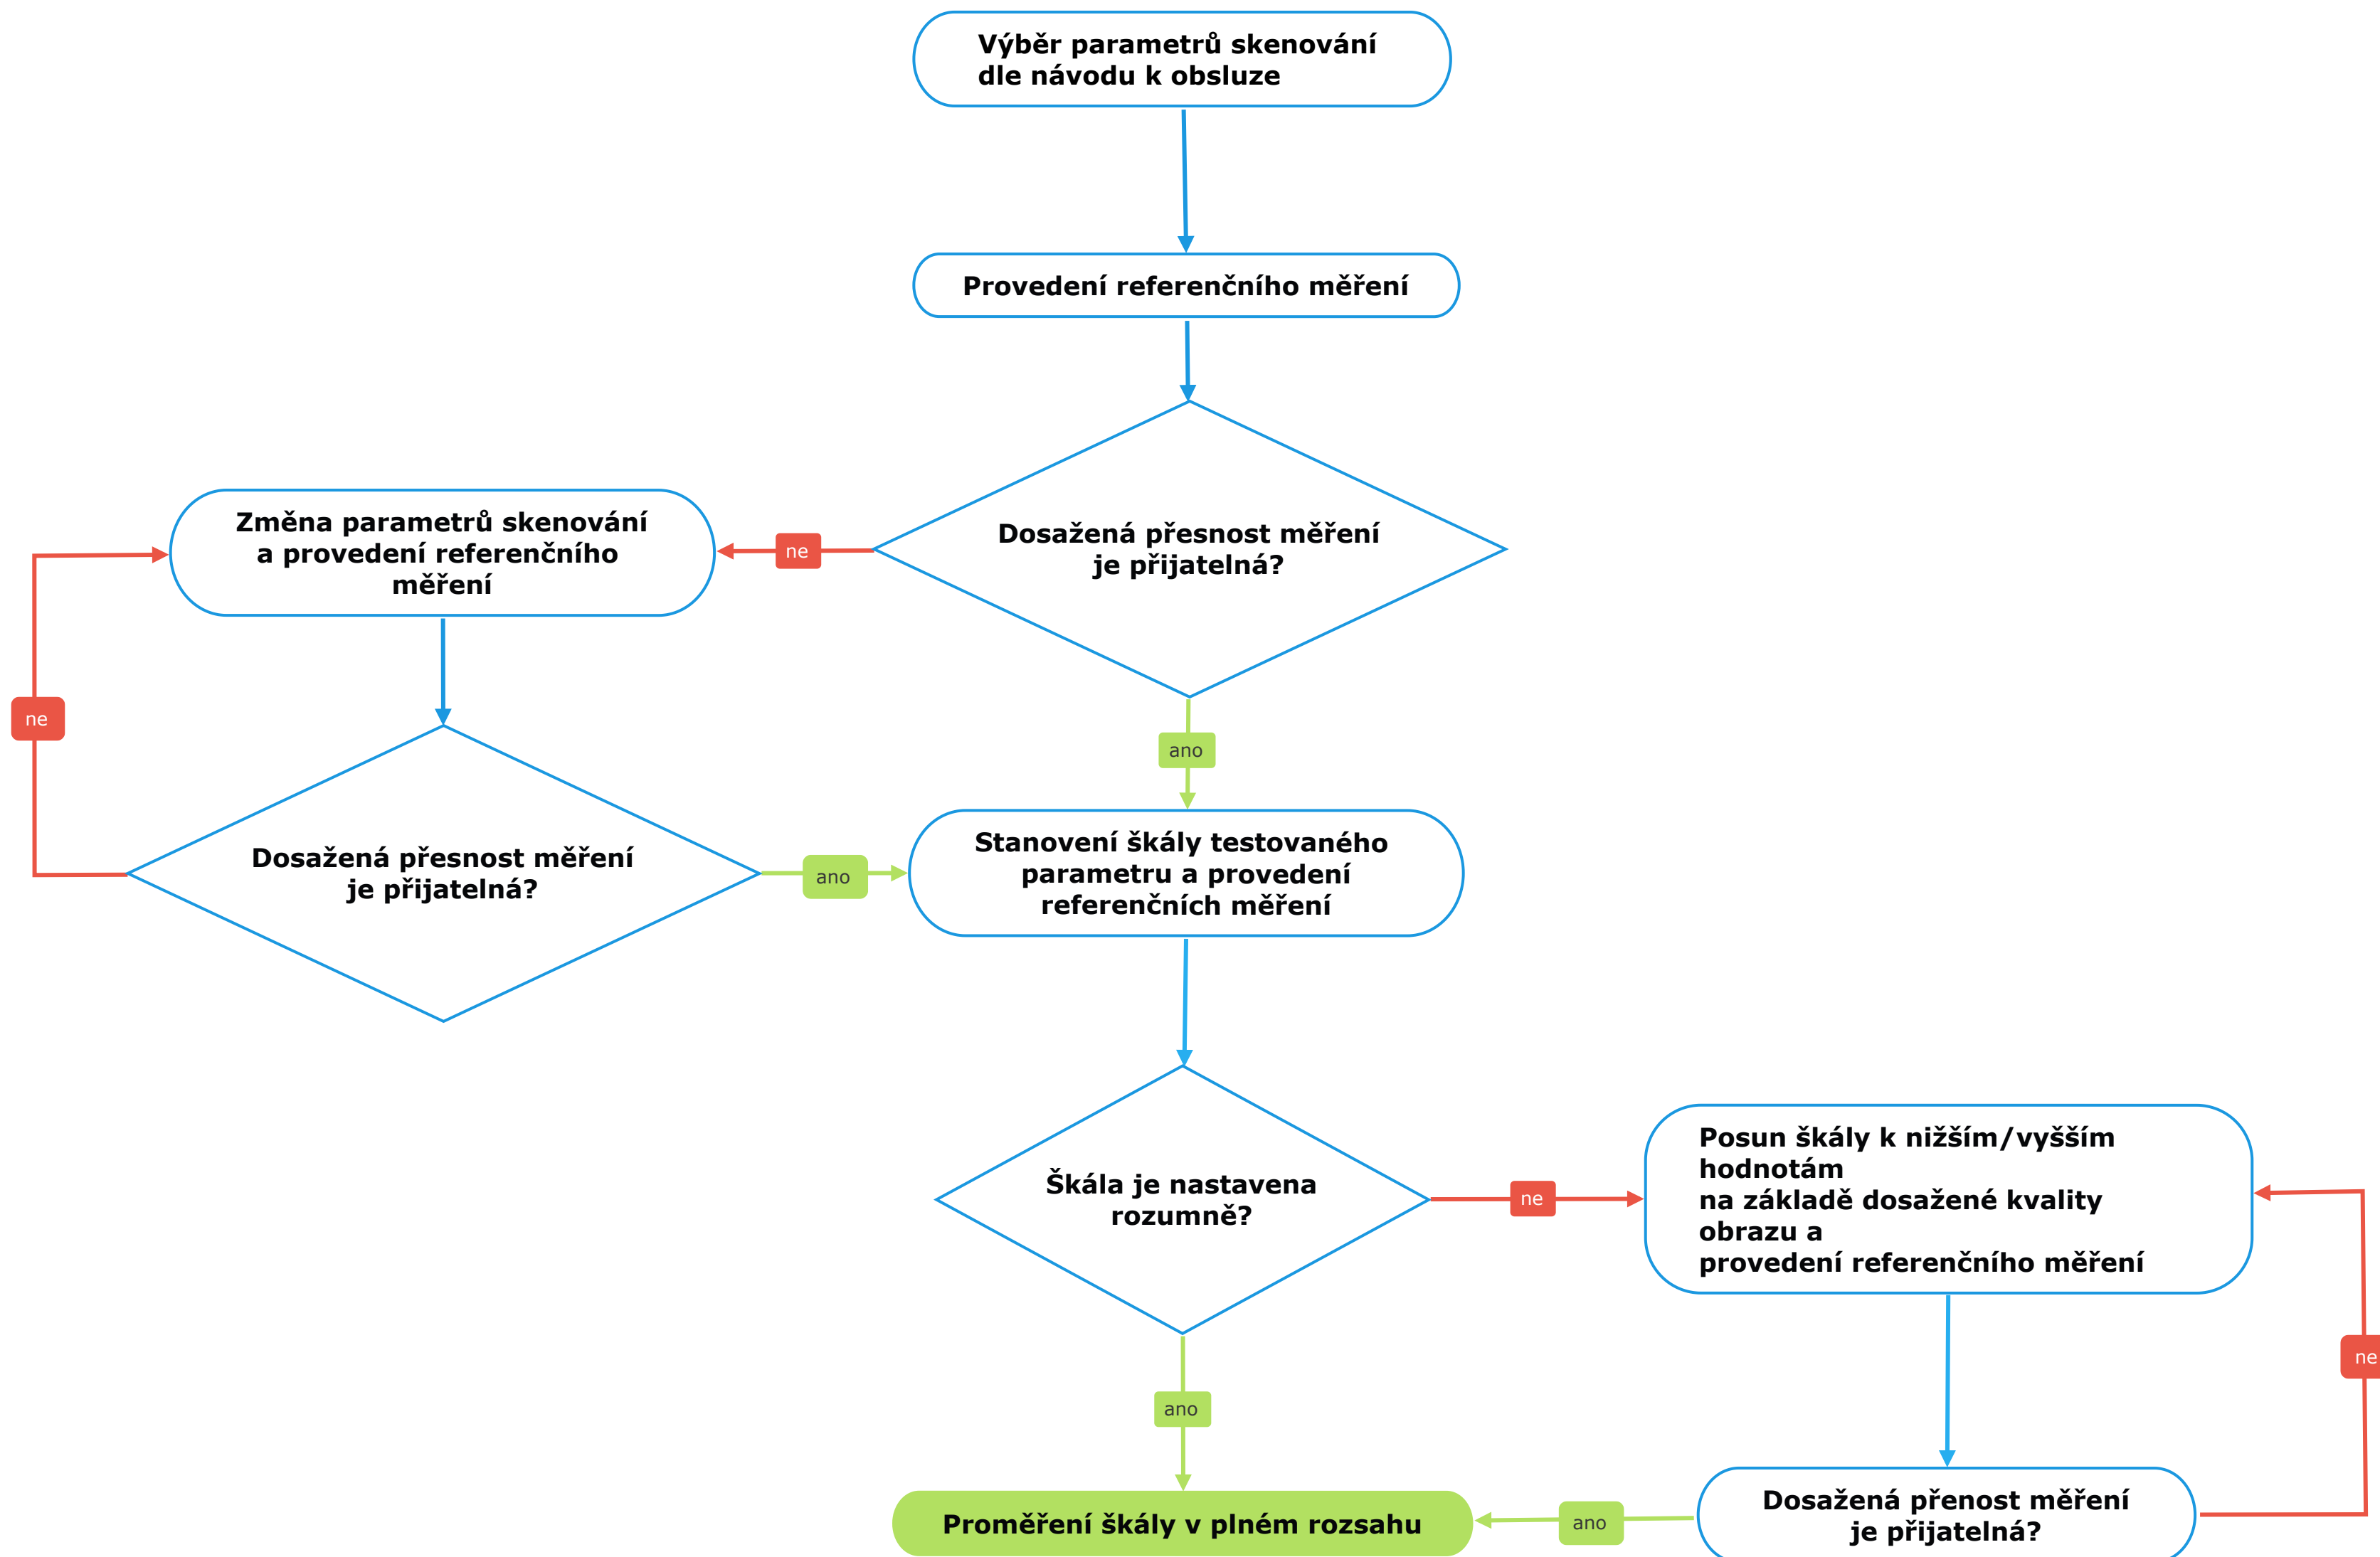 Výběr parametrů skenování
dle návodu k obsluze
Provedení referenčního měření
Dosažená přesnost měření
je přijatelná?
ne
Změna parametrů skenování
a provedení referenčního
měření
ne
ano
Dosažená přesnost měření
je přijatelná?
ano
Stanovení škály testovaného
parametru a provedení
referenčních měření
Škála je nastavena
rozumně?
ne
Posun škály k nižším/vyšším
hodnotám
na základě dosažené kvality
obrazu a
provedení referenčního měření
ne
ano
Proměření škály v plném rozsahu
ano
Dosažená přenost měření
je přijatelná?